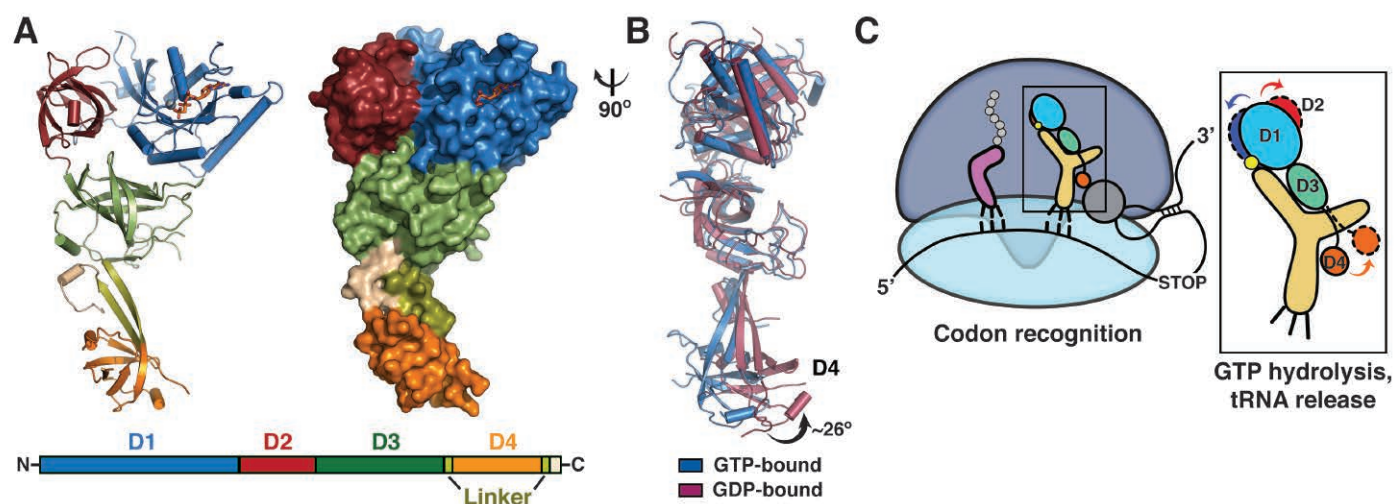 A
90°
D1
D2
D3
D4
N
C
Linker
B
D4
~26°
GTP-bound
GDP-bound
C
3'
5'
STOP
Codon recognition
D2
D1
D3
D4
GTP hydrolysis,
tRNA release